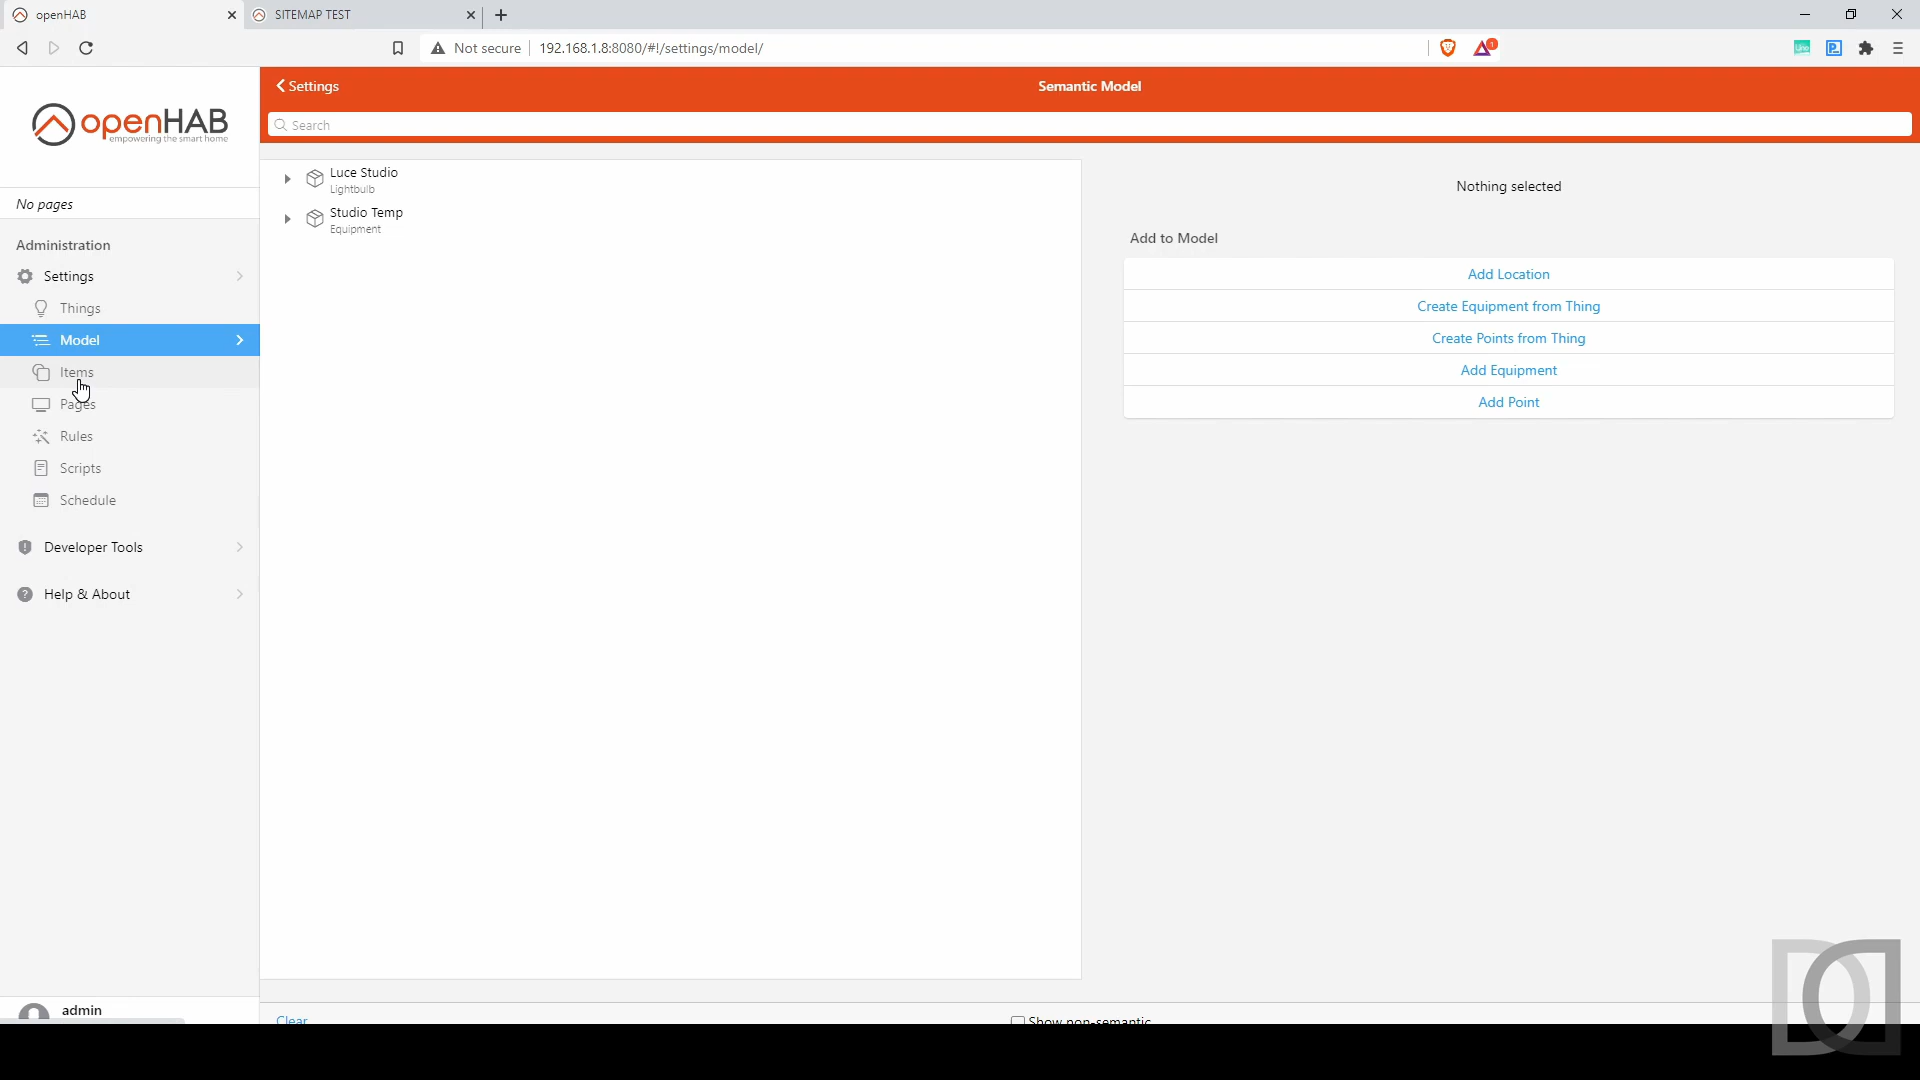 openHAB
SITEMAP TEST
Not secure
192.168.1.8:8080/#!/settings/model/
1
Settings
Semantic Model
openHAB
empowering the smart home
Search
No pages
Administration
Settings
Things
Model
Items
Pages
Rules
Scripts
Schedule
Developer Tools
Help & About
admin
Luce Studio
Lightbulb
Studio Temp
Equipment
Nothing selected
Add to Model
Add Location
Create Equipment from Thing
Create Points from Thing
Add Equipment
Add Point
Clear
Show non-semantic